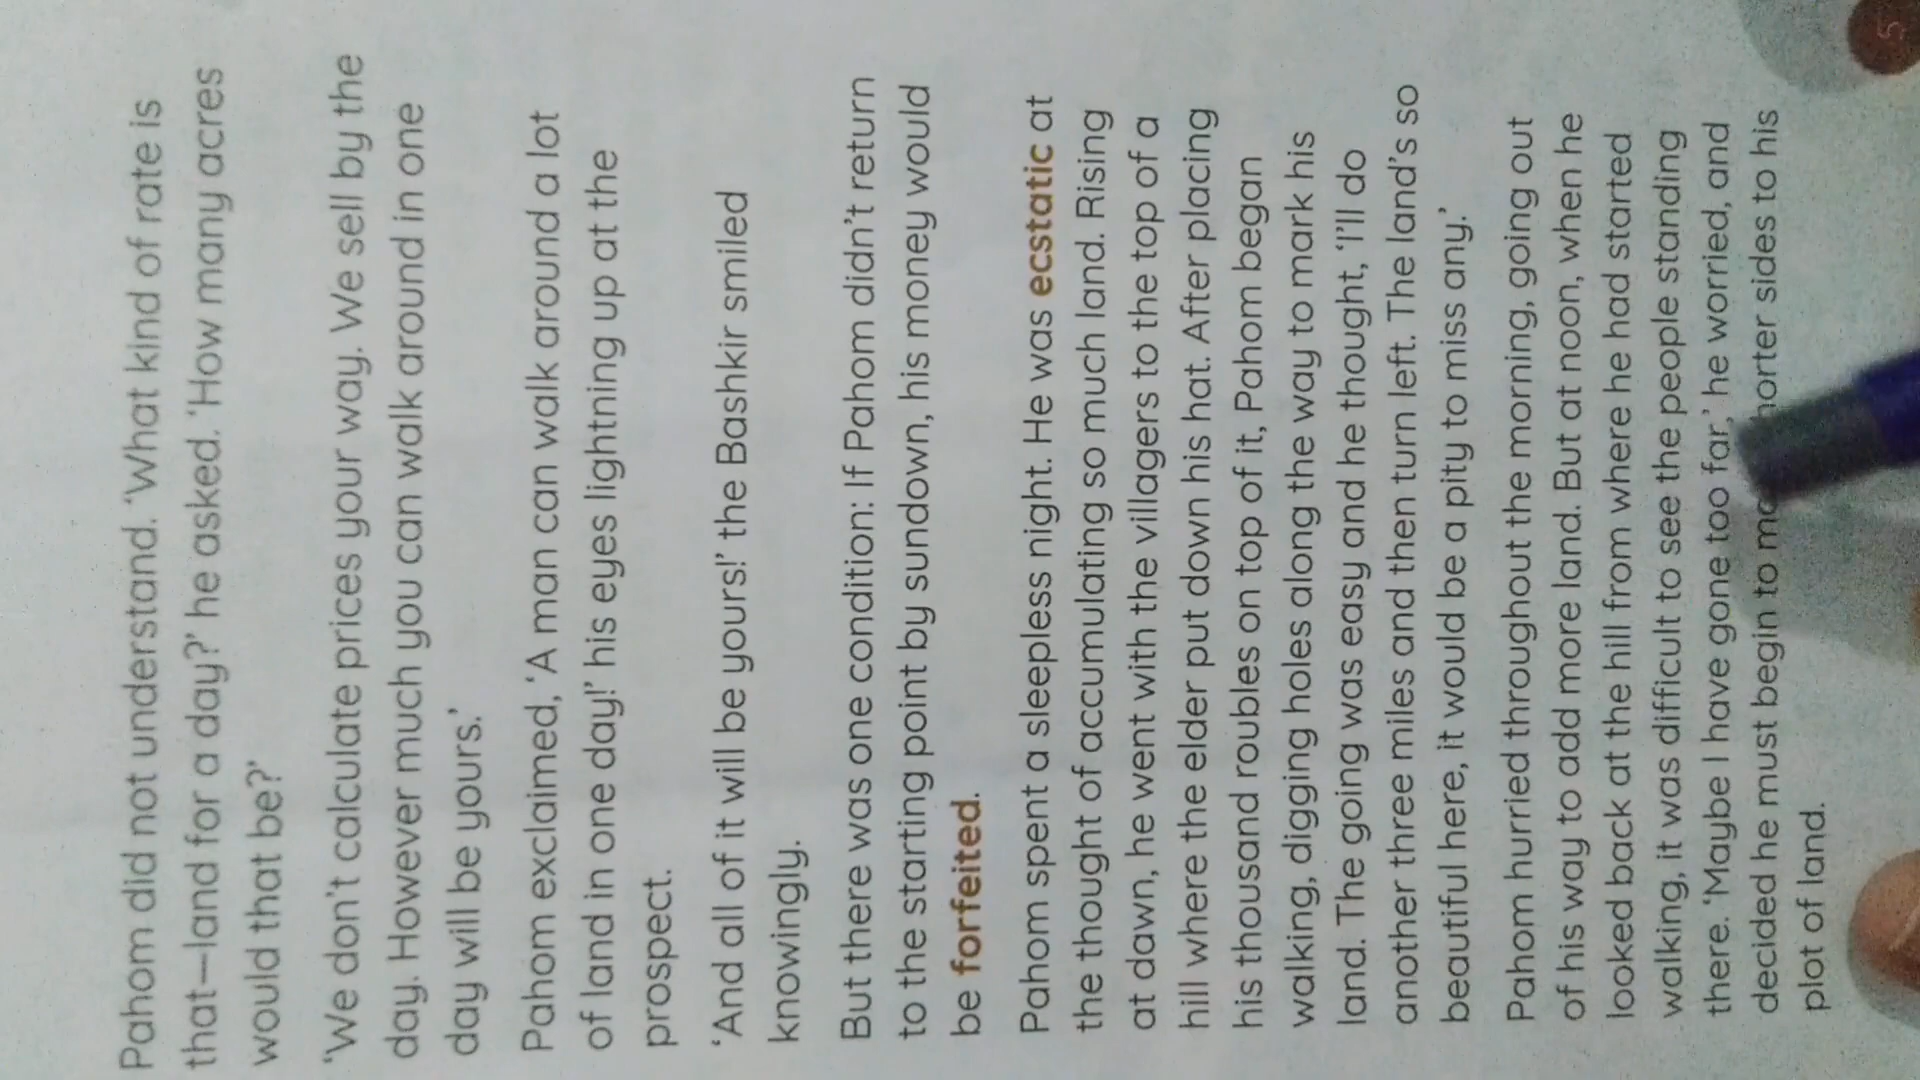 Pahom did not understand. 'What kind of rate is
that—land for a day?' he asked. 'How many acres
would that be?'
'We don't calculate prices your way. We sell by the
day. However much you can walk around in one
day will be yours.'
Pahom exclaimed, 'A man can walk around a lot
of land in one day!' his eyes lightning up at the
prospect.
'And all of it will be yours!' the Bashkir smiled
knowingly.
But there was one condition: If Pahom didn't return
to the starting point by sundown, his money would
be forfeited.
Pahom spent a sleepless night. He was ecstatic at
the thought of accumulating so much land. Rising
at dawn, he went with the villagers to the top of a
hill where the elder put down his hat. After placing
his thousand roubles on top of it, Pahom began
walking, digging holes along the way to mark his
land. The going was easy and he thought, 'I'll do
another three miles and then turn left. The land's so
beautiful here, it would be a pity to miss any.'
Pahom hurried throughout the morning, going out
of his way to add more land. But at noon, when he
looked back at the hill from where he had started
walking, it was difficult to see the people standing
there. 'Maybe I have gone too far,' he worried, and
decided he must begin to sides to his
plot of land.